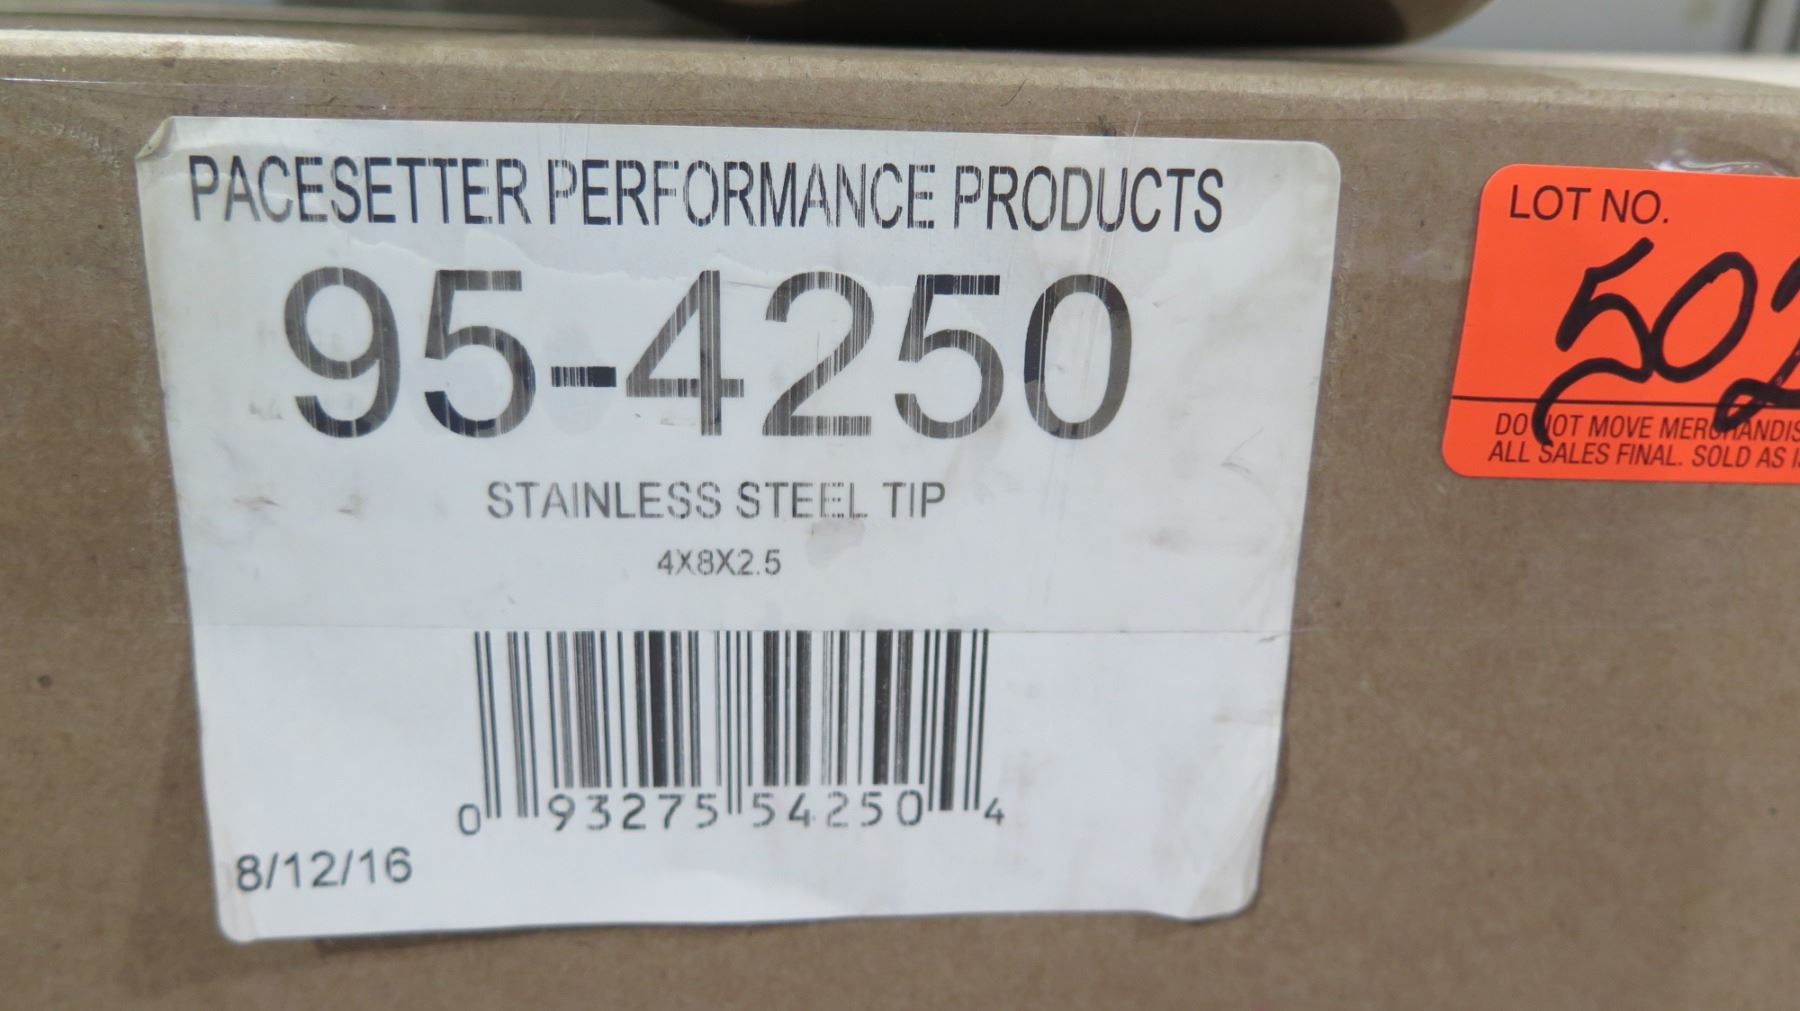 PACESETTER PERFORMANCE PRODUCTS
95-4250
STAINLESS STEEL TIP
4X8X2.5
0 93275 54250 4
8/12/16
LOT NO.
502
DO NOT MOVE MERCHANDIS
ALL SALES FINAL. SOLD AS